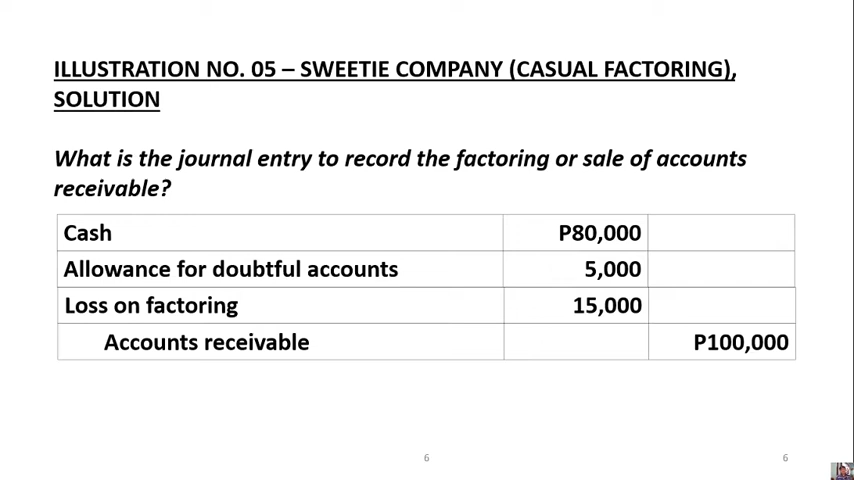 ILLUSTRATION NO. 05 – SWEETIE COMPANY (CASUAL FACTORING),
SOLUTION
What is the journal entry to record the factoring or sale of accounts
receivable?
Cash P80,000
Allowance for doubtful accounts 5,000
Loss on factoring 15,000
Accounts receivable P100,000
6 6